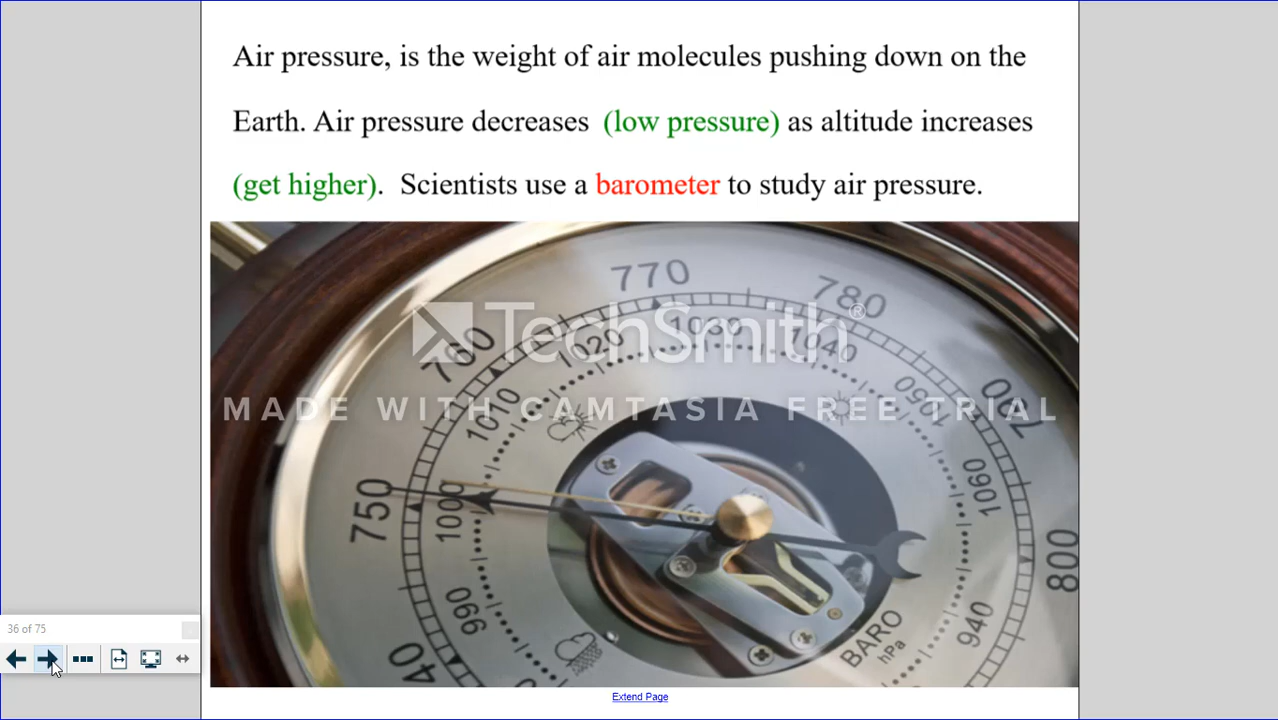 Air pressure, is the weight of air molecules pushing down on the
Earth. Air pressure decreases (low pressure) as altitude increases
(get higher). Scientists use a barometer to study air pressure.
770
780
760
1020
1030
1040
TechSmith®
MADE WITH CAMTASIA FREE TRIAL
1010
1050
790
750
1000
1060
800
990
940
40
BARO
hPa
36 of 75
Extend Page